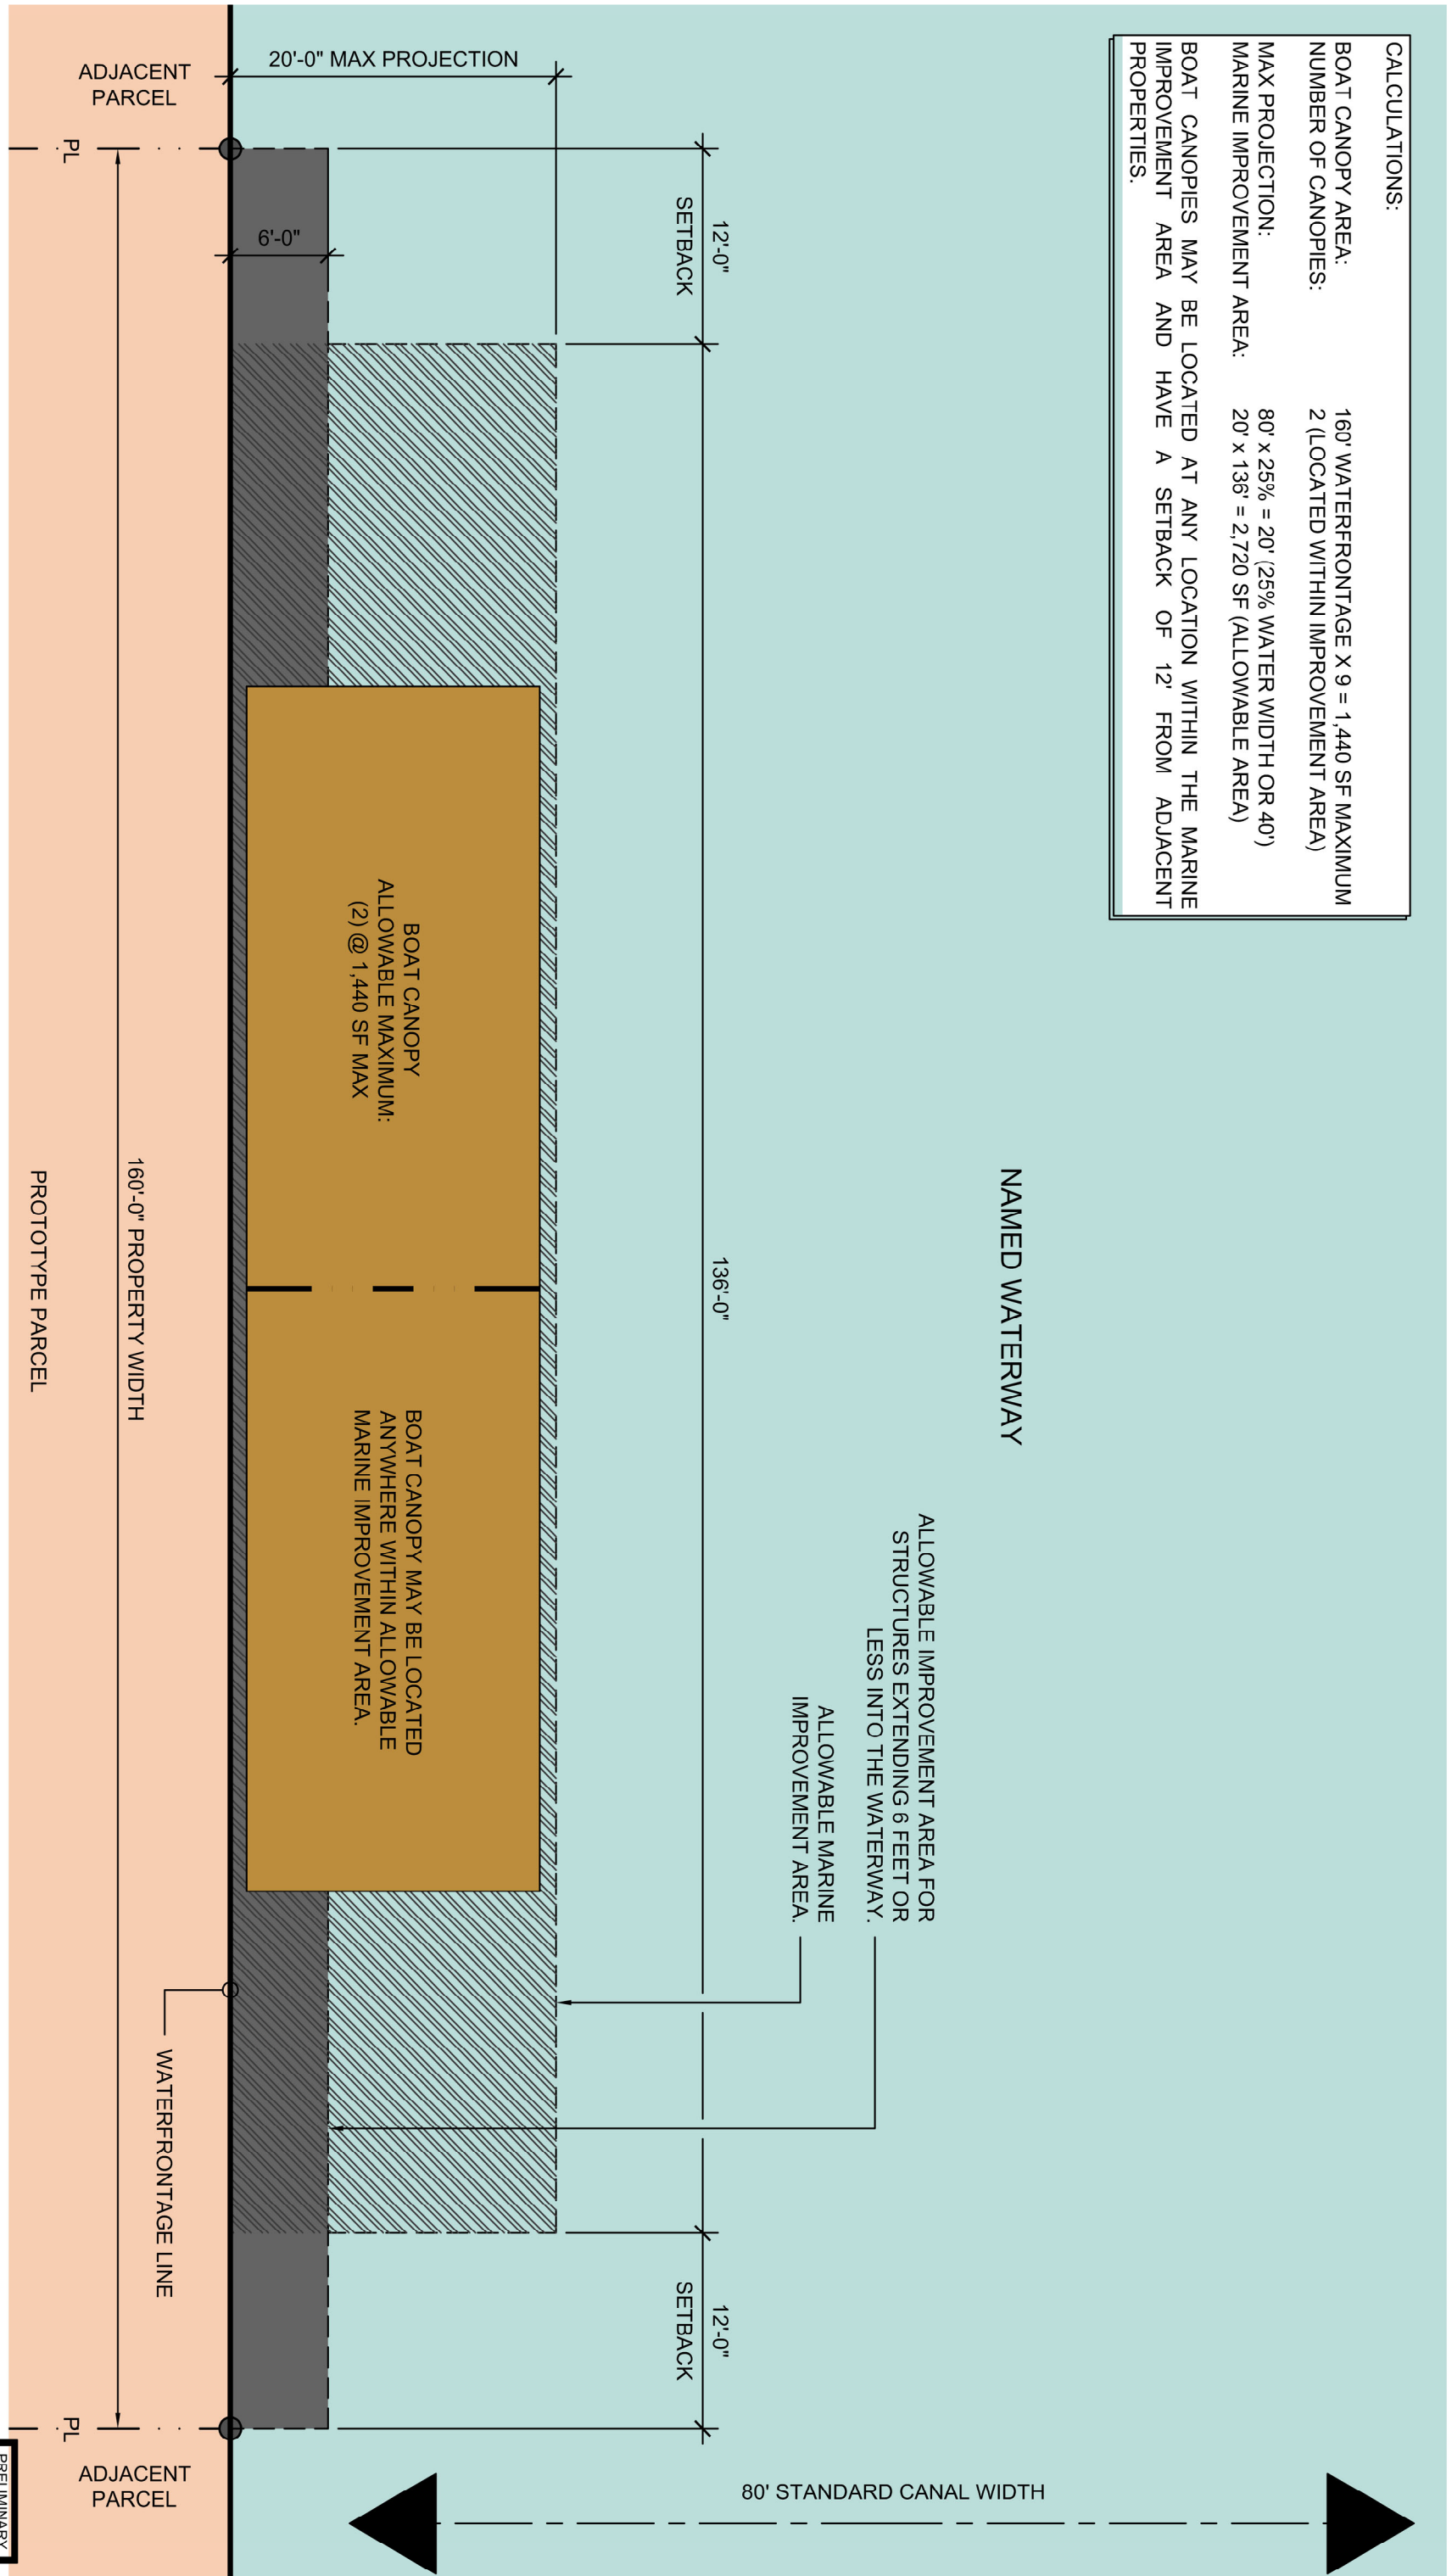 CALCULATIONS:
BOAT CANOPY AREA: 160' WATERFRONTAGE X 9 = 1,440 SF MAXIMUM
NUMBER OF CANOPIES: 2 (LOCATED WITHIN IMPROVEMENT AREA)
MAX PROJECTION: 80' x 25% = 20' (25% WATER WIDTH OR 40')
MARINE IMPROVEMENT AREA: 20' x 136' = 2,720 SF (ALLOWABLE AREA)
BOAT CANOPIES MAY BE LOCATED AT ANY LOCATION WITHIN THE MARINE
IMPROVEMENT AREA AND HAVE A SETBACK OF 12' FROM ADJACENT
PROPERTIES.
NAMED WATERWAY
80' STANDARD CANAL WIDTH
ALLOWABLE IMPROVEMENT AREA FOR
STRUCTURES EXTENDING 6 FEET OR
LESS INTO THE WATERWAY.
ALLOWABLE MARINE
IMPROVEMENT AREA.
12'-0"
SETBACK
136'-0"
12'-0"
SETBACK
20'-0" MAX PROJECTION
6'-0"
BOAT CANOPY
ALLOWABLE MAXIMUM:
(2) @ 1,440 SF MAX
BOAT CANOPY MAY BE LOCATED
ANYWHERE WITHIN ALLOWABLE
MARINE IMPROVEMENT AREA.
WATERFRONTAGE LINE
ADJACENT
PARCEL
PL
160'-0" PROPERTY WIDTH
PROTOTYPE PARCEL
PL
ADJACENT
PARCEL
PRELIMINARY